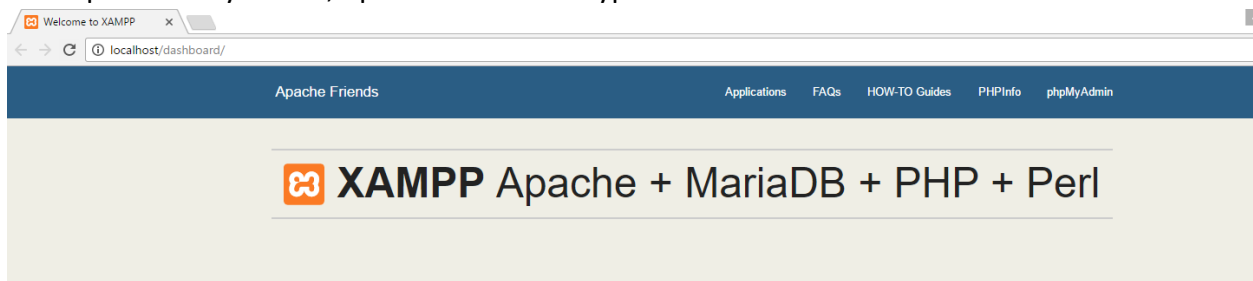 Welcome to XAMPP
localhost/dashboard/
Apache Friends Applications FAQs HOW-TO Guides PHPInfo phpMyAdmin
XAMPP Apache + MariaDB + PHP + Perl